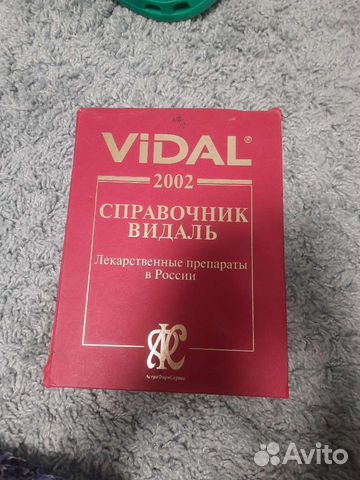 ViDAL®
2002
СПРАВОЧНИК
ВИДАЛЬ
Лекарственные препараты
в России
АстраФармСервис
Avito